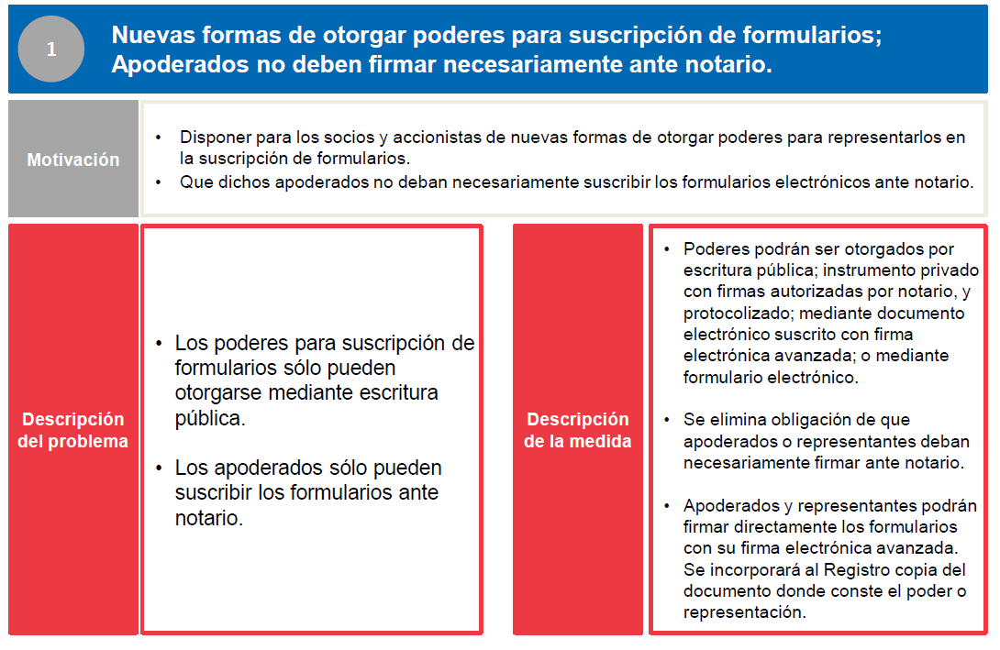 1
Nuevas formas de otorgar poderes para suscripción de formularios;
Apoderados no deben firmar necesariamente ante notario.
Motivación
• Disponer para los socios y accionistas de nuevas formas de otorgar poderes para representarlos en
la suscripción de formularios.
• Que dichos apoderados no deban necesariamente suscribir los formularios electrónicos ante notario.
Descripción
del problema
• Los poderes para suscripción de
formularios sólo pueden
otorgarse mediante escritura
pública.
• Los apoderados sólo pueden
suscribir los formularios ante
notario.
Descripción
de la medida
• Poderes podrán ser otorgados por
escritura pública; instrumento privado
con firmas autorizadas por notario, y
protocolizado; mediante documento
electrónico suscrito con firma
electrónica avanzada; o mediante
formulario electrónico.
• Se elimina obligación de que
apoderados o representantes deban
necesariamente firmar ante notario.
• Apoderados y representantes podrán
firmar directamente los formularios
con su firma electrónica avanzada.
Se incorporará al Registro copia del
documento donde conste el poder o
representación.